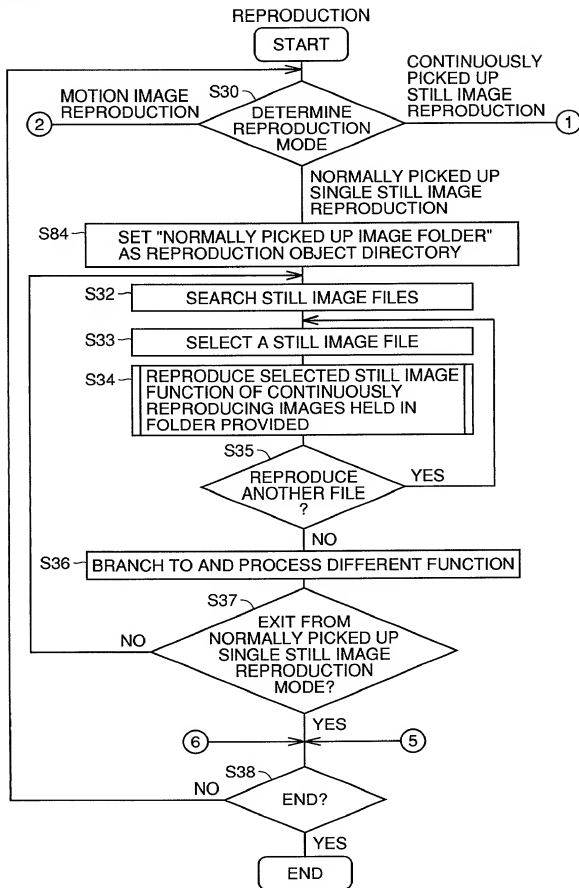 REPRODUCTION
START
S30
MOTION IMAGE
REPRODUCTION
2
DETERMINE
REPRODUCTION
MODE
CONTINUOUSLY
PICKED UP
STILL IMAGE
REPRODUCTION
1
NORMALLY PICKED UP
SINGLE STILL IMAGE
REPRODUCTION
S84
SET "NORMALLY PICKED UP IMAGE FOLDER"
AS REPRODUCTION OBJECT DIRECTORY
S32
SEARCH STILL IMAGE FILES
S33
SELECT A STILL IMAGE FILE
S34
REPRODUCE SELECTED STILL IMAGE
FUNCTION OF CONTINUOUSLY
REPRODUCING IMAGES HELD IN
FOLDER PROVIDED
S35
REPRODUCE
ANOTHER FILE
?
YES
NO
S36
BRANCH TO AND PROCESS DIFFERENT FUNCTION
S37
EXIT FROM
NORMALLY PICKED UP
SINGLE STILL IMAGE
REPRODUCTION
MODE?
NO
YES
6
5
S38
NO
END?
YES
END